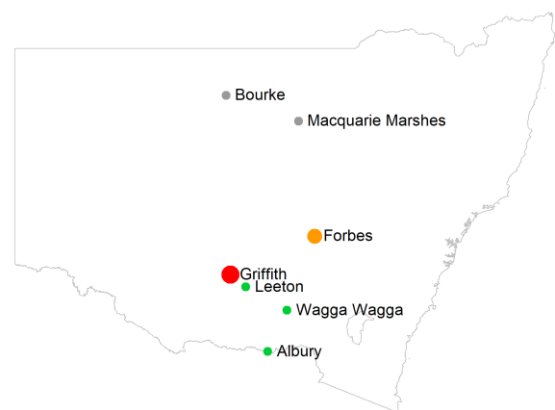 Bourke
Macquarie Marshes
Forbes
Griffith
Leeton
Wagga Wagga
Albury